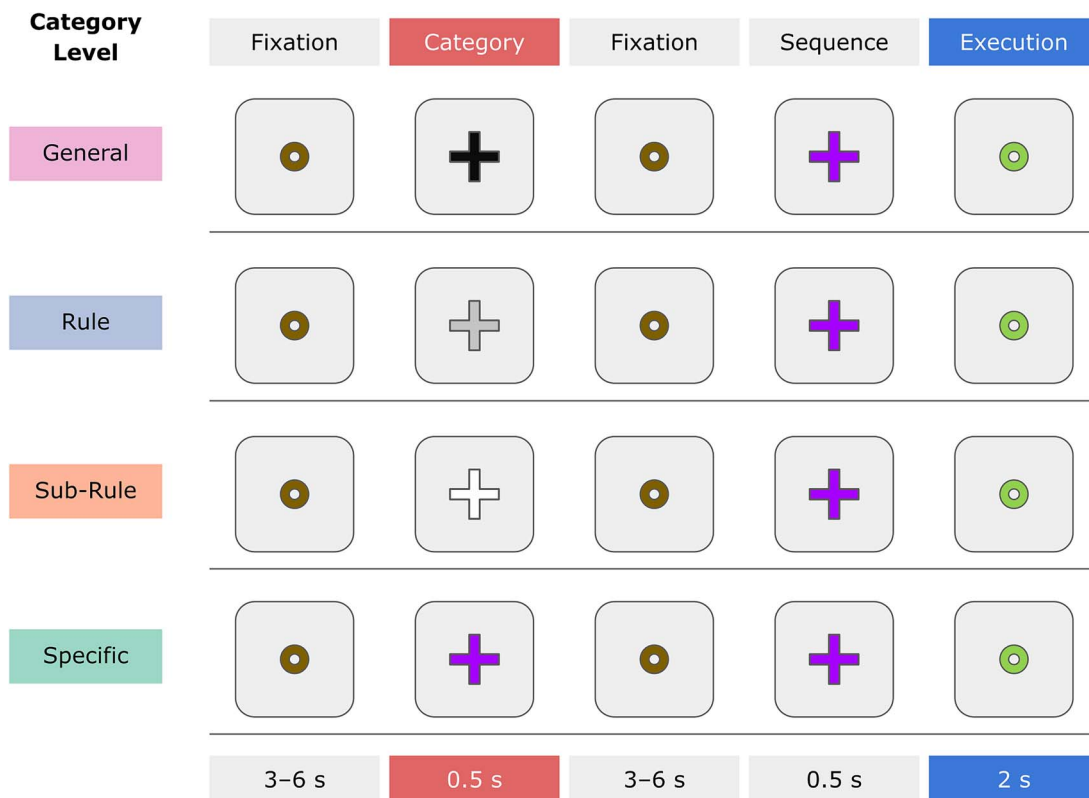 Category
Level
Fixation
Category
Fixation
Sequence
Execution
General
Rule
Sub-Rule
Specific
3–6 s
0.5 s
3–6 s
0.5 s
2 s